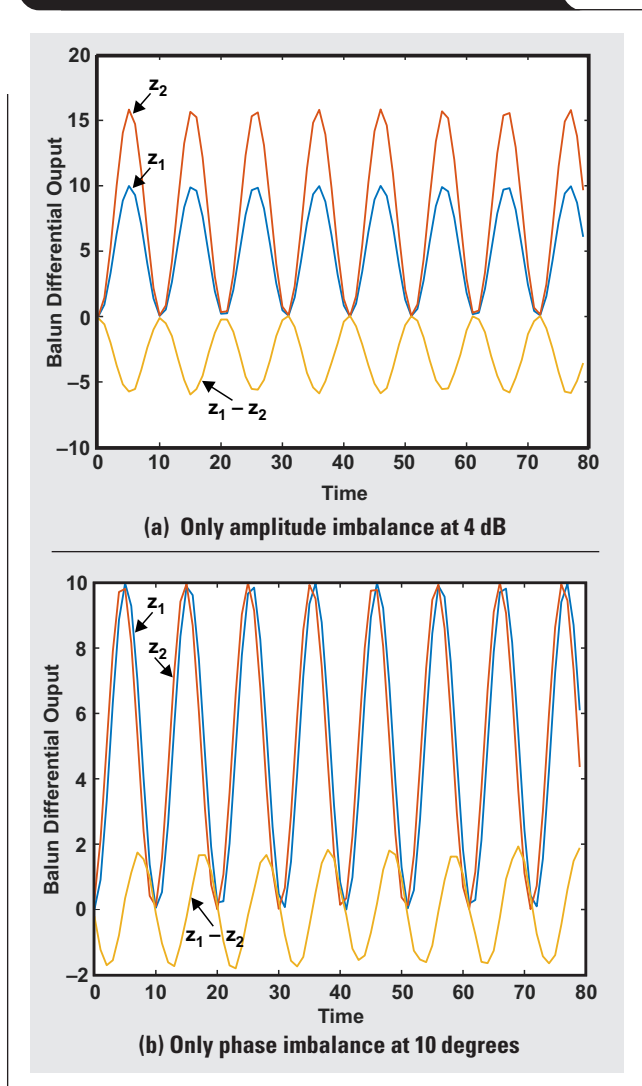 20
15
10
5
0
–5
–10
Balun Differential Ouput
z2
z1
z1 – z2
0 10 20 30 40 50 60 70 80
Time
(a) Only amplitude imbalance at 4 dB
10
8
6
4
2
0
–2
Balun Differential Ouput
z1
z2
z1 – z2
0 10 20 30 40 50 60 70 80
Time
(b) Only phase imbalance at 10 degrees